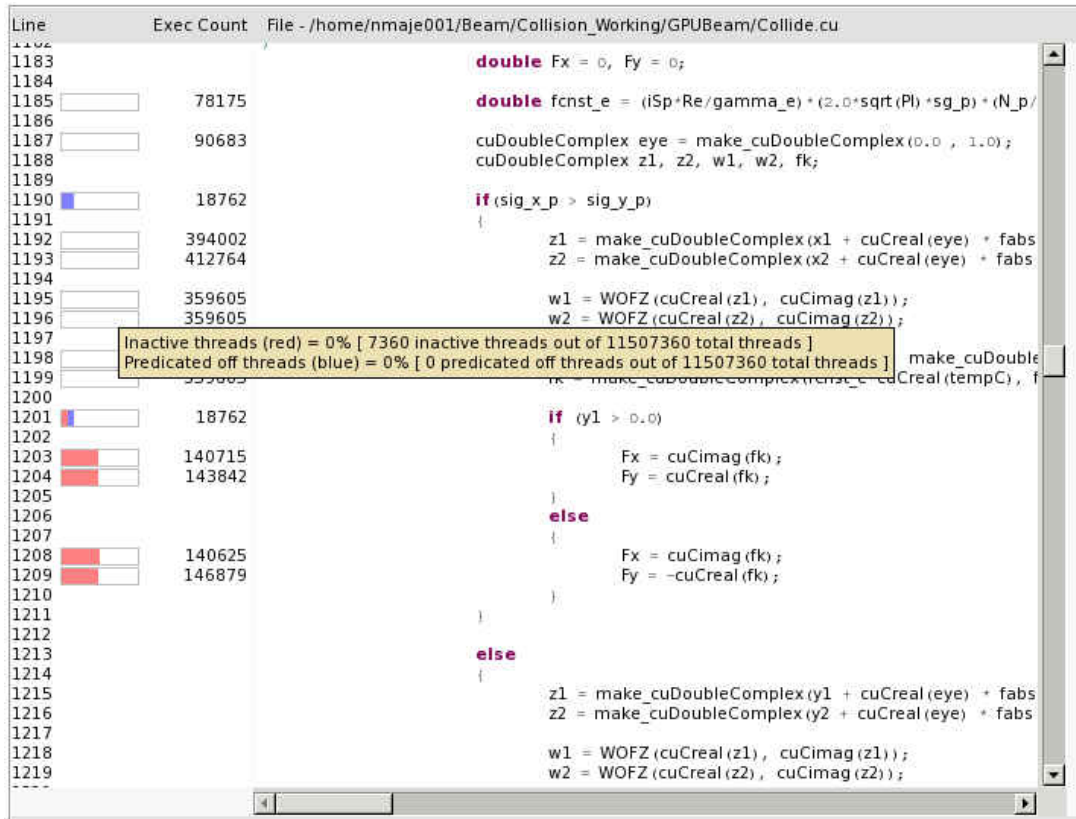 Line Exec Count File - /home/nmaje001/Beam/Collision_Working/GPUBeam/Collide.cu
1182 }
1183 double Fx = 0, Fy = 0;
1184
1185 78175 double fcnst_e = (iSp*Re/gamma_e)*(2.0*sqrt(PI)*sg_p)*(N_p/
1186
1187 90683 cuDoubleComplex eye = make_cuDoubleComplex(0.0 , 1.0);
1188 cuDoubleComplex z1, z2, w1, w2, fk;
1189
1190 18762 if(sig_x_p > sig_y_p)
1191 {
1192 394002 z1 = make_cuDoubleComplex(x1 + cuCreal(eye) * fabs
1193 412764 z2 = make_cuDoubleComplex(x2 + cuCreal(eye) * fabs
1194
1195 359605 w1 = WOFZ(cuCreal(z1), cuCimag(z1));
1196 359605 w2 = WOFZ(cuCreal(z2), cuCimag(z2));
1197
Inactive threads (red) = 0% [ 7360 inactive threads out of 11507360 total threads ]
1198 make_cuDouble
Predicated off threads (blue) = 0% [ 0 predicated off threads out of 11507360 total threads ]
1199 fk = make_cuDoubleComplex(fcnst_e*cuCreal(tempC), f
1200
1201 18762 if (y1 > 0.0)
1202 {
1203 140715 Fx = cuCimag(fk);
1204 143842 Fy = cuCreal(fk);
1205 }
1206 else
1207 {
1208 140625 Fx = cuCimag(fk);
1209 146879 Fy = -cuCreal(fk);
1210 }
1211 }
1212
1213 else
1214 {
1215 z1 = make_cuDoubleComplex(y1 + cuCreal(eye) * fabs
1216 z2 = make_cuDoubleComplex(y2 + cuCreal(eye) * fabs
1217
1218 w1 = WOFZ(cuCreal(z1), cuCimag(z1));
1219 w2 = WOFZ(cuCreal(z2), cuCimag(z2));